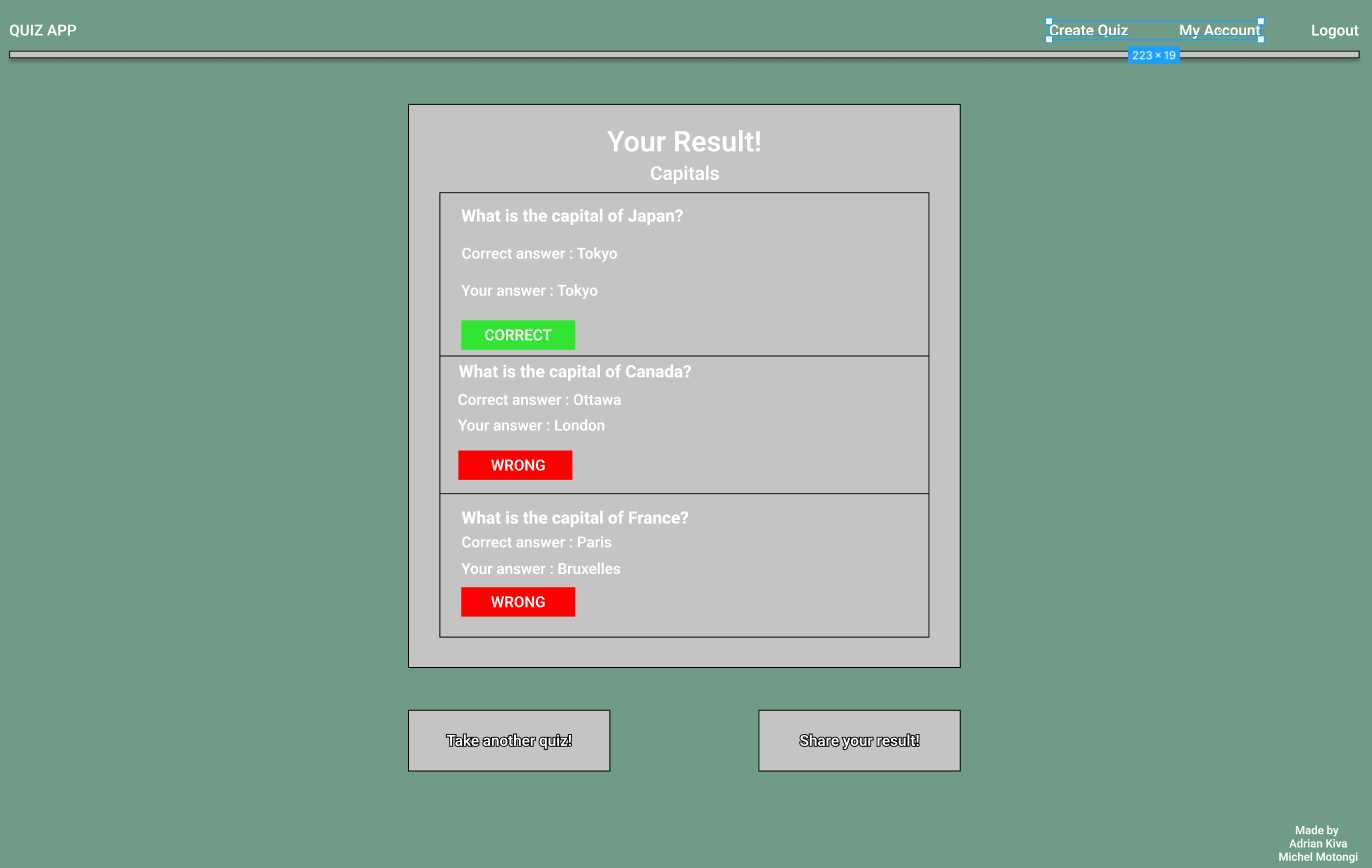 QUIZ APP
Create Quiz
My Account
Logout
223 × 19
Your Result!
Capitals
What is the capital of Japan?
Correct answer : Tokyo
Your answer : Tokyo
CORRECT
What is the capital of Canada?
Correct answer : Ottawa
Your answer : London
WRONG
What is the capital of France?
Correct answer : Paris
Your answer : Bruxelles
WRONG
Take another quiz!
Share your result!
Made by
Adrian Kiva
Michel Motongi